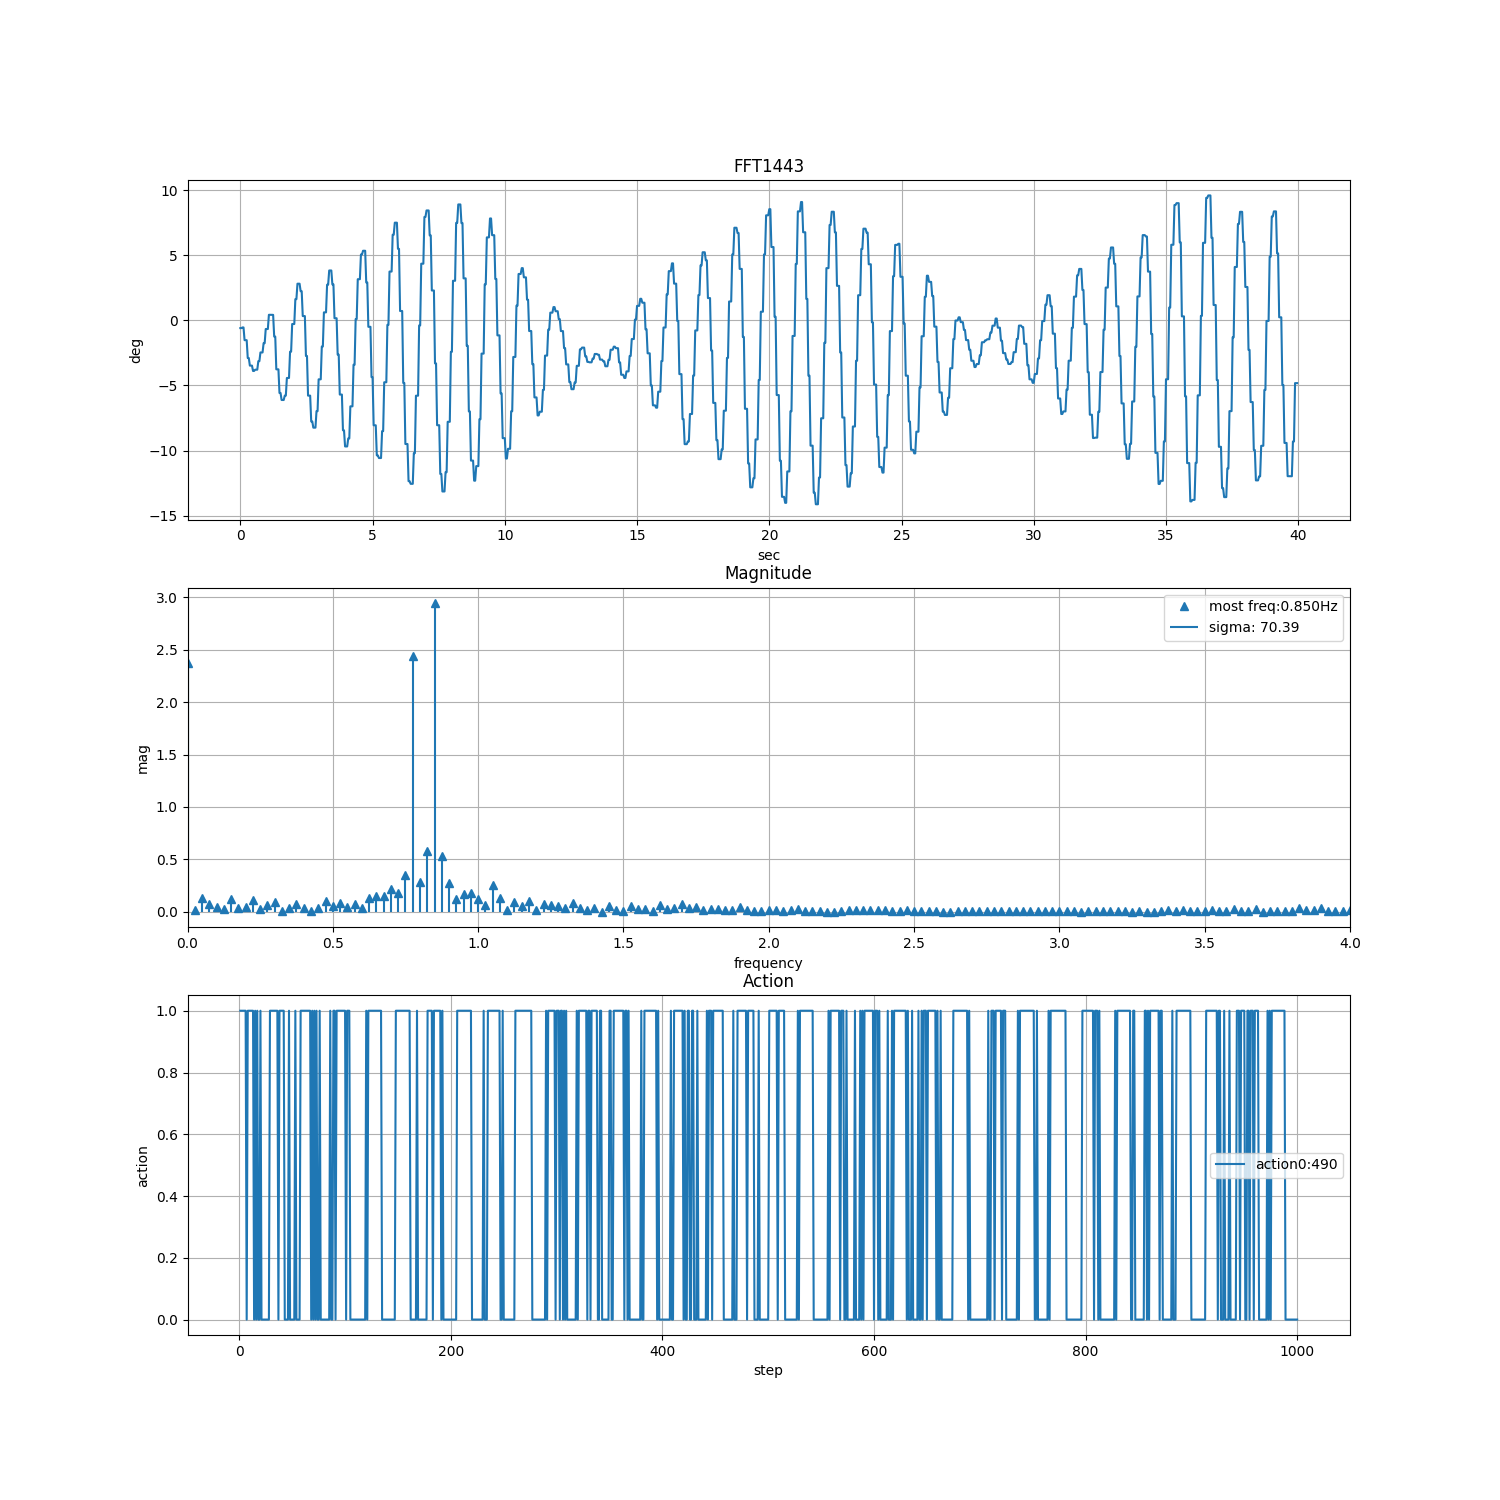 FFT1443
10
5
0
−5
−10
−15
deg
0 5 10 15 20 25 30 35 40
sec
Magnitude
3.0
2.5
2.0
1.5
1.0
0.5
0.0
mag
most freq:0.850Hz
sigma: 70.39
0.0 0.5 1.0 1.5 2.0 2.5 3.0 3.5 4.0
frequency
Action
1.0
0.8
0.6
0.4
0.2
0.0
action
action0:490
0 200 400 600 800 1000
step